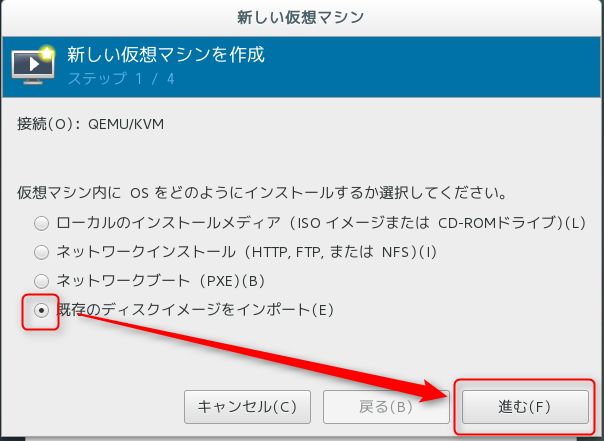 新しい仮想マシン
新しい仮想マシンを作成
ステップ 1 / 4
接続(O): QEMU/KVM
仮想マシン内に OS をどのようにインストールするか選択してください。
ローカルのインストールメディア (ISO イメージまたは CD-ROMドライブ)(L)
ネットワークインストール (HTTP, FTP, または NFS)(I)
ネットワークブート (PXE)(B)
既存のディスクイメージをインポート(E)
キャンセル(C) 戻る(B) 進む(F)